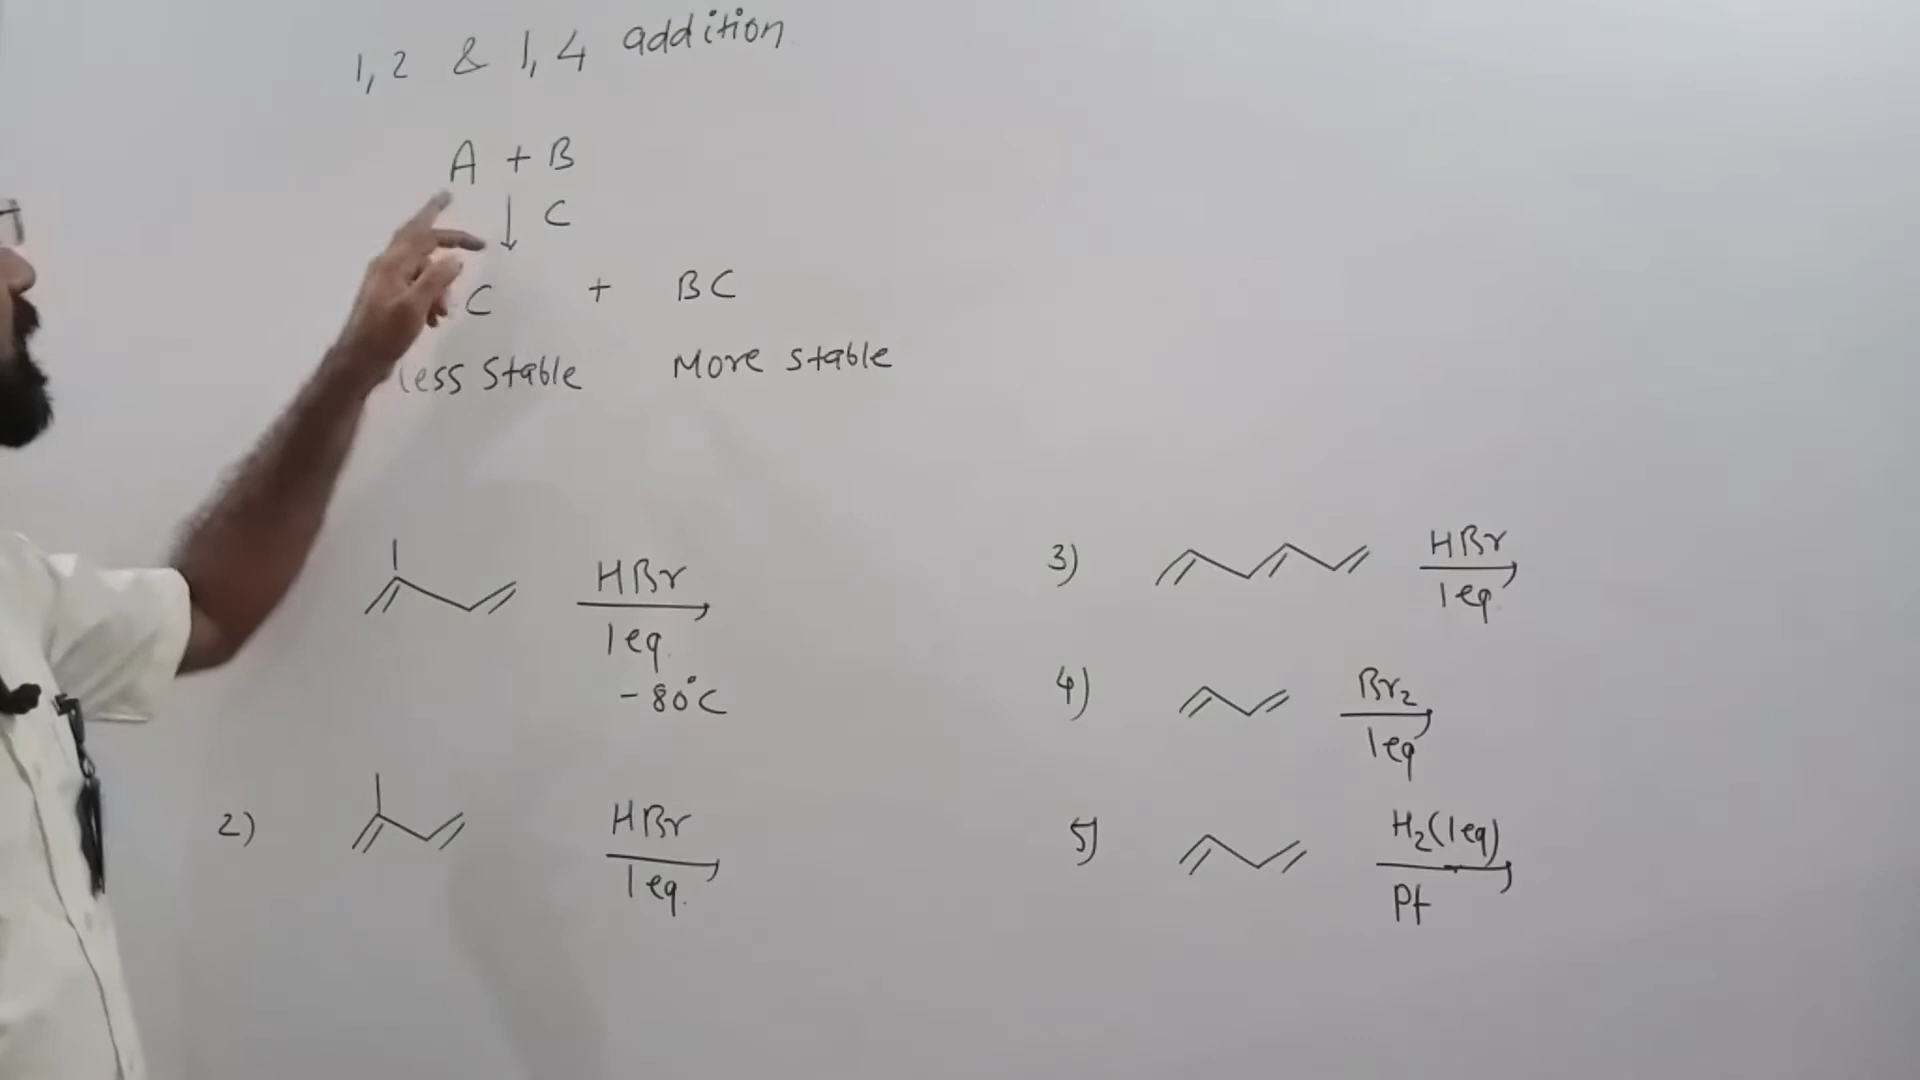 1,2 & 1,4 addition
A + B
↓ C
C + BC
less stable More stable
HBr
1eq
-80°C
2) HBr
1eq.
3) HBr
1eq
4) Br₂
1eq
5) H₂(1eq)
Pt